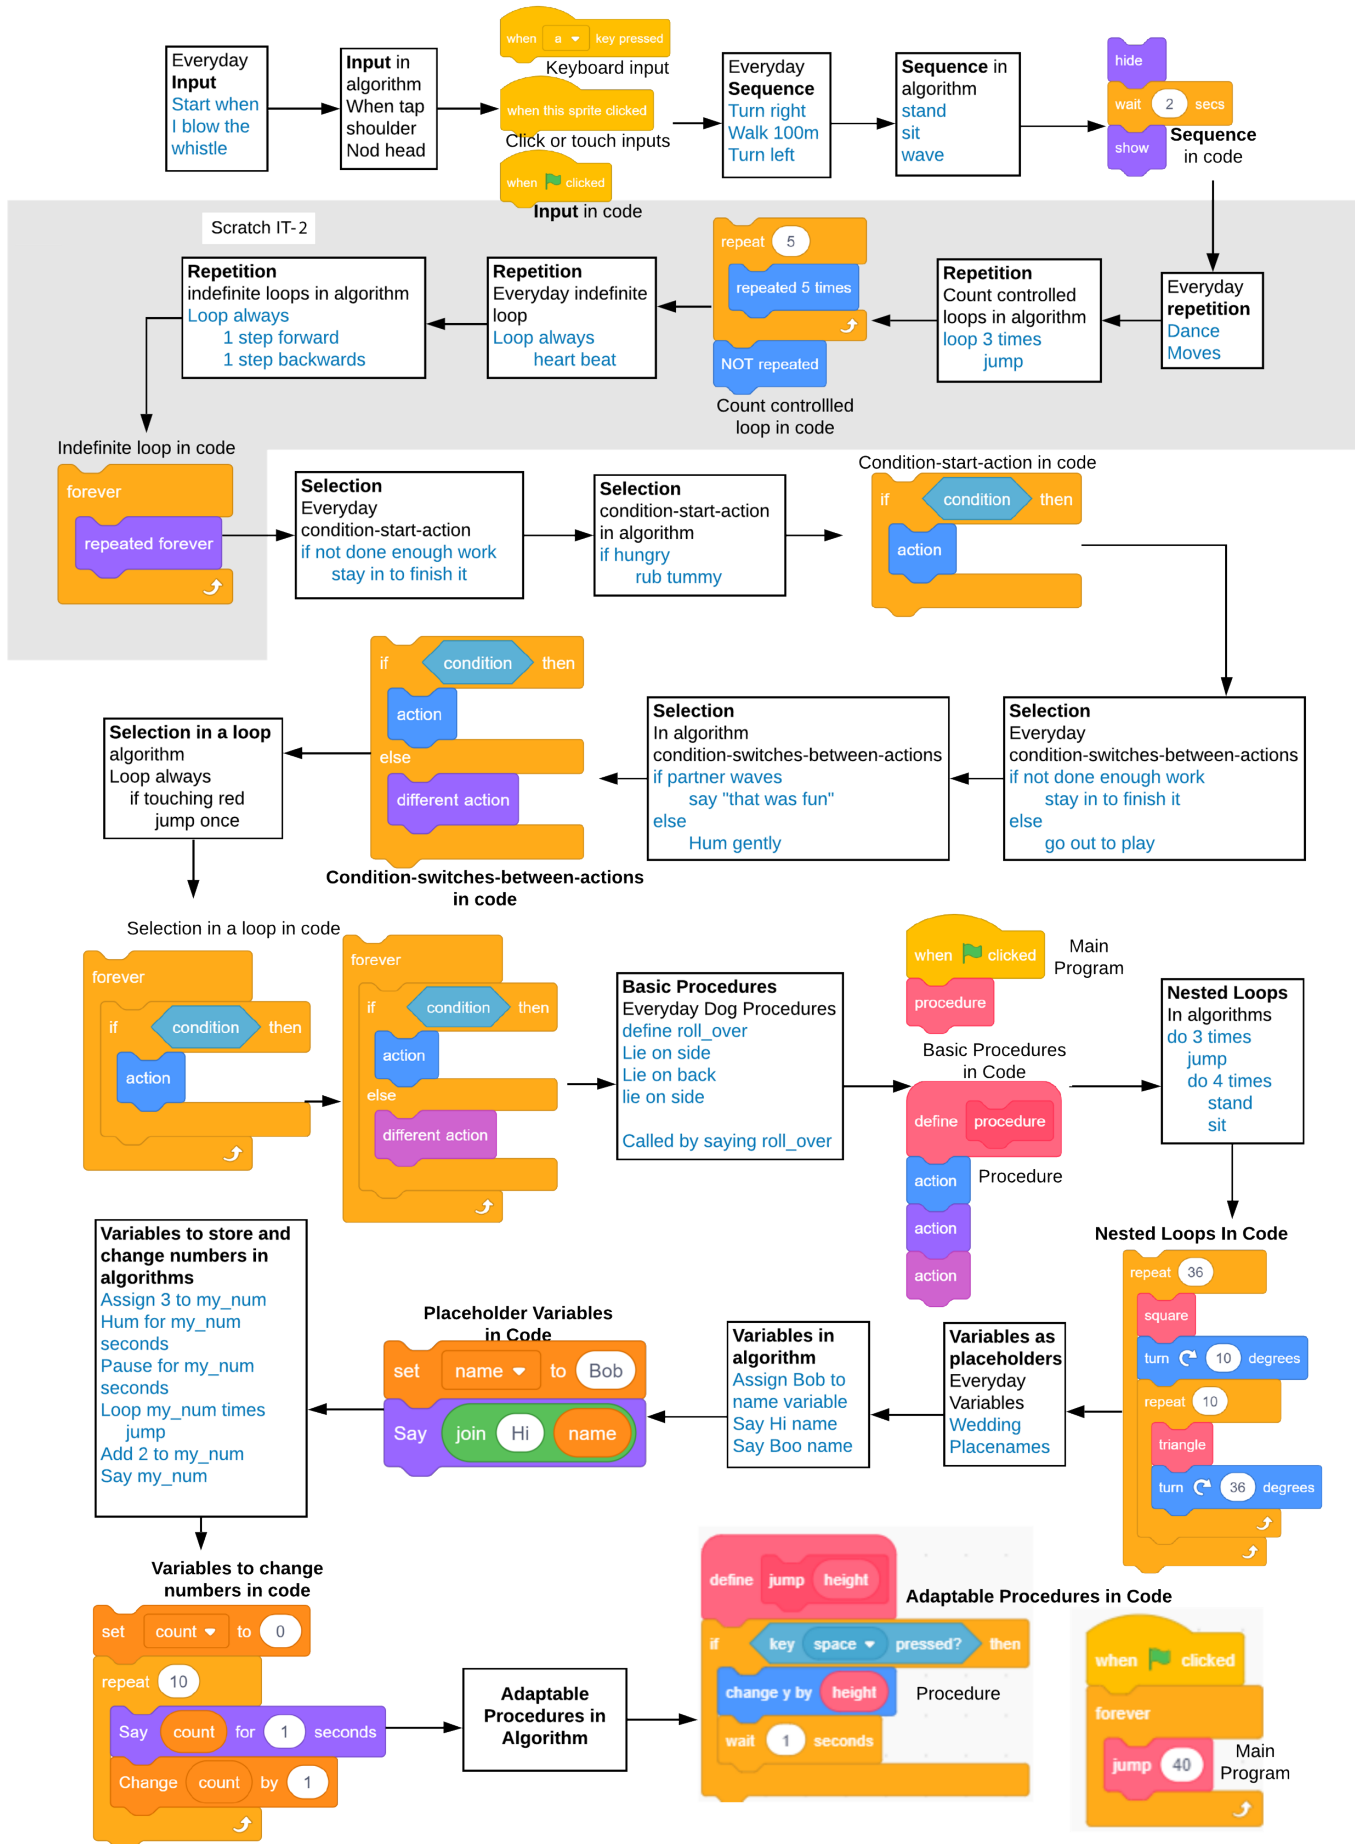 Everyday
Input
Start when
I blow the
whistle
Input in
algorithm
When tap
shoulder
Nod head
when a key pressed
Keyboard input
when this sprite clicked
Click or touch inputs
when clicked
Input in code
Everyday
Sequence
Turn right
Walk 100m
Turn left
Sequence in
algorithm
stand
sit
wave
hide
wait 2 secs
show
Sequence
in code
Scratch IT-2
Everyday
repetition
Dance
Moves
Repetition
Count controlled
loops in algorithm
loop 3 times
jump
repeat 5
repeated 5 times
NOT repeated
Count controllled
loop in code
Repetition
Everyday indefinite
loop
Loop always
heart beat
Repetition
indefinite loops in algorithm
Loop always
1 step forward
1 step backwards
Indefinite loop in code
forever
repeated forever
Selection
Everyday
condition-start-action
if not done enough work
stay in to finish it
Selection
condition-start-action
in algorithm
if hungry
rub tummy
Condition-start-action in code
if condition then
action
Selection
Everyday
condition-switches-between-actions
if not done enough work
stay in to finish it
else
go out to play
Selection
In algorithm
condition-switches-between-actions
if partner waves
say "that was fun"
else
Hum gently
if condition then
action
else
different action
Condition-switches-between-actions
in code
Selection in a loop
algorithm
Loop always
if touching red
jump once
Selection in a loop in code
forever
if condition then
action
forever
if condition then
action
else
different action
Basic Procedures
Everyday Dog Procedures
define roll_over
Lie on side
Lie on back
lie on side
Called by saying roll_over
when clicked
procedure
Main
Program
Basic Procedures
in Code
define procedure
action
action
action
Procedure
Nested Loops
In algorithms
do 3 times
jump
do 4 times
stand
sit
Nested Loops In Code
repeat 36
square
turn 10 degrees
repeat 10
triangle
turn 36 degrees
Variables as
placeholders
Everyday
Variables
Wedding
Placenames
Variables in
algorithm
Assign Bob to
name variable
Say Hi name
Say Boo name
Placeholder Variables
in Code
set name to Bob
Say join Hi name
Variables to store and
change numbers in
algorithms
Assign 3 to my_num
Hum for my_num
seconds
Pause for my_num
seconds
Loop my_num times
jump
Add 2 to my_num
Say my_num
Variables to change
numbers in code
set count to 0
repeat 10
Say count for 1 seconds
Change count by 1
Adaptable
Procedures in
Algorithm
define jump height
Adaptable Procedures in Code
if key space pressed? then
change y by height
wait 1 seconds
Procedure
when clicked
forever
jump 40
Main
Program